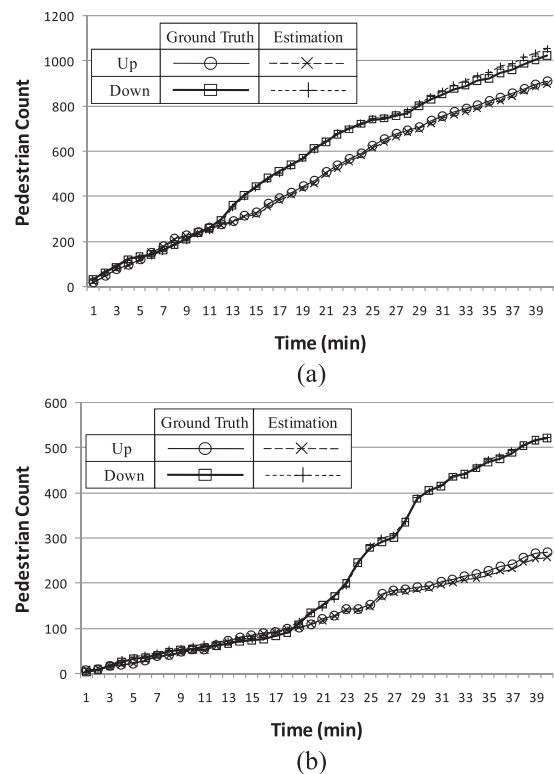 Ground Truth Estimation
Up
Down
1200
1000
800
600
400
200
0
Pedestrian Count
1 3 5 7 9 11 13 15 17 19 21 23 25 27 29 31 33 35 37 39
Time (min)
(a)
Ground Truth Estimation
Up
Down
600
500
400
300
200
100
0
Pedestrian Count
1 3 5 7 9 11 13 15 17 19 21 23 25 27 29 31 33 35 37 39
Time (min)
(b)